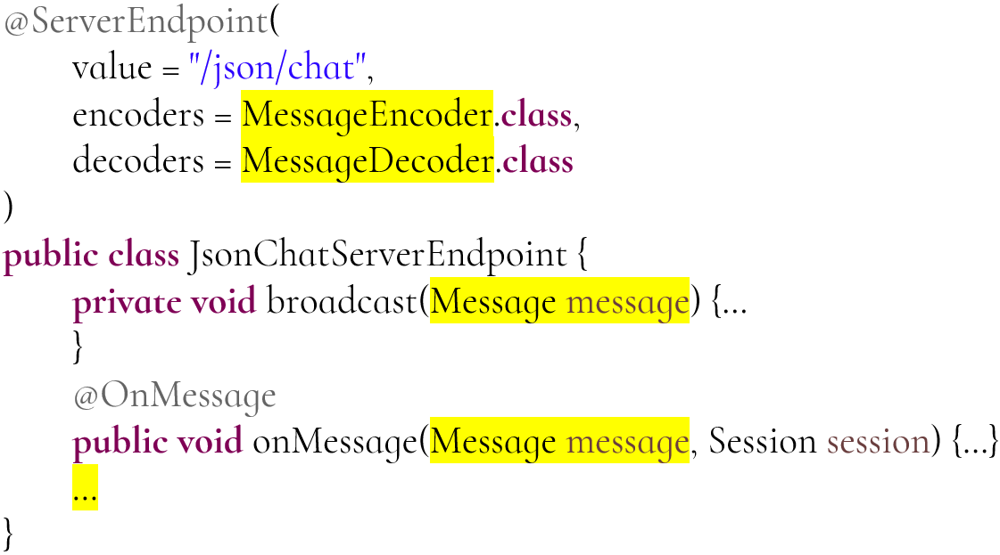 @ServerEndpoint(
value = "/json/chat",
encoders = MessageEncoder.class,
decoders = MessageDecoder.class
)
public class JsonChatServerEndpoint {
private void broadcast(Message message) {...
}
@OnMessage
public void onMessage(Message message, Session session) {...}
...
}